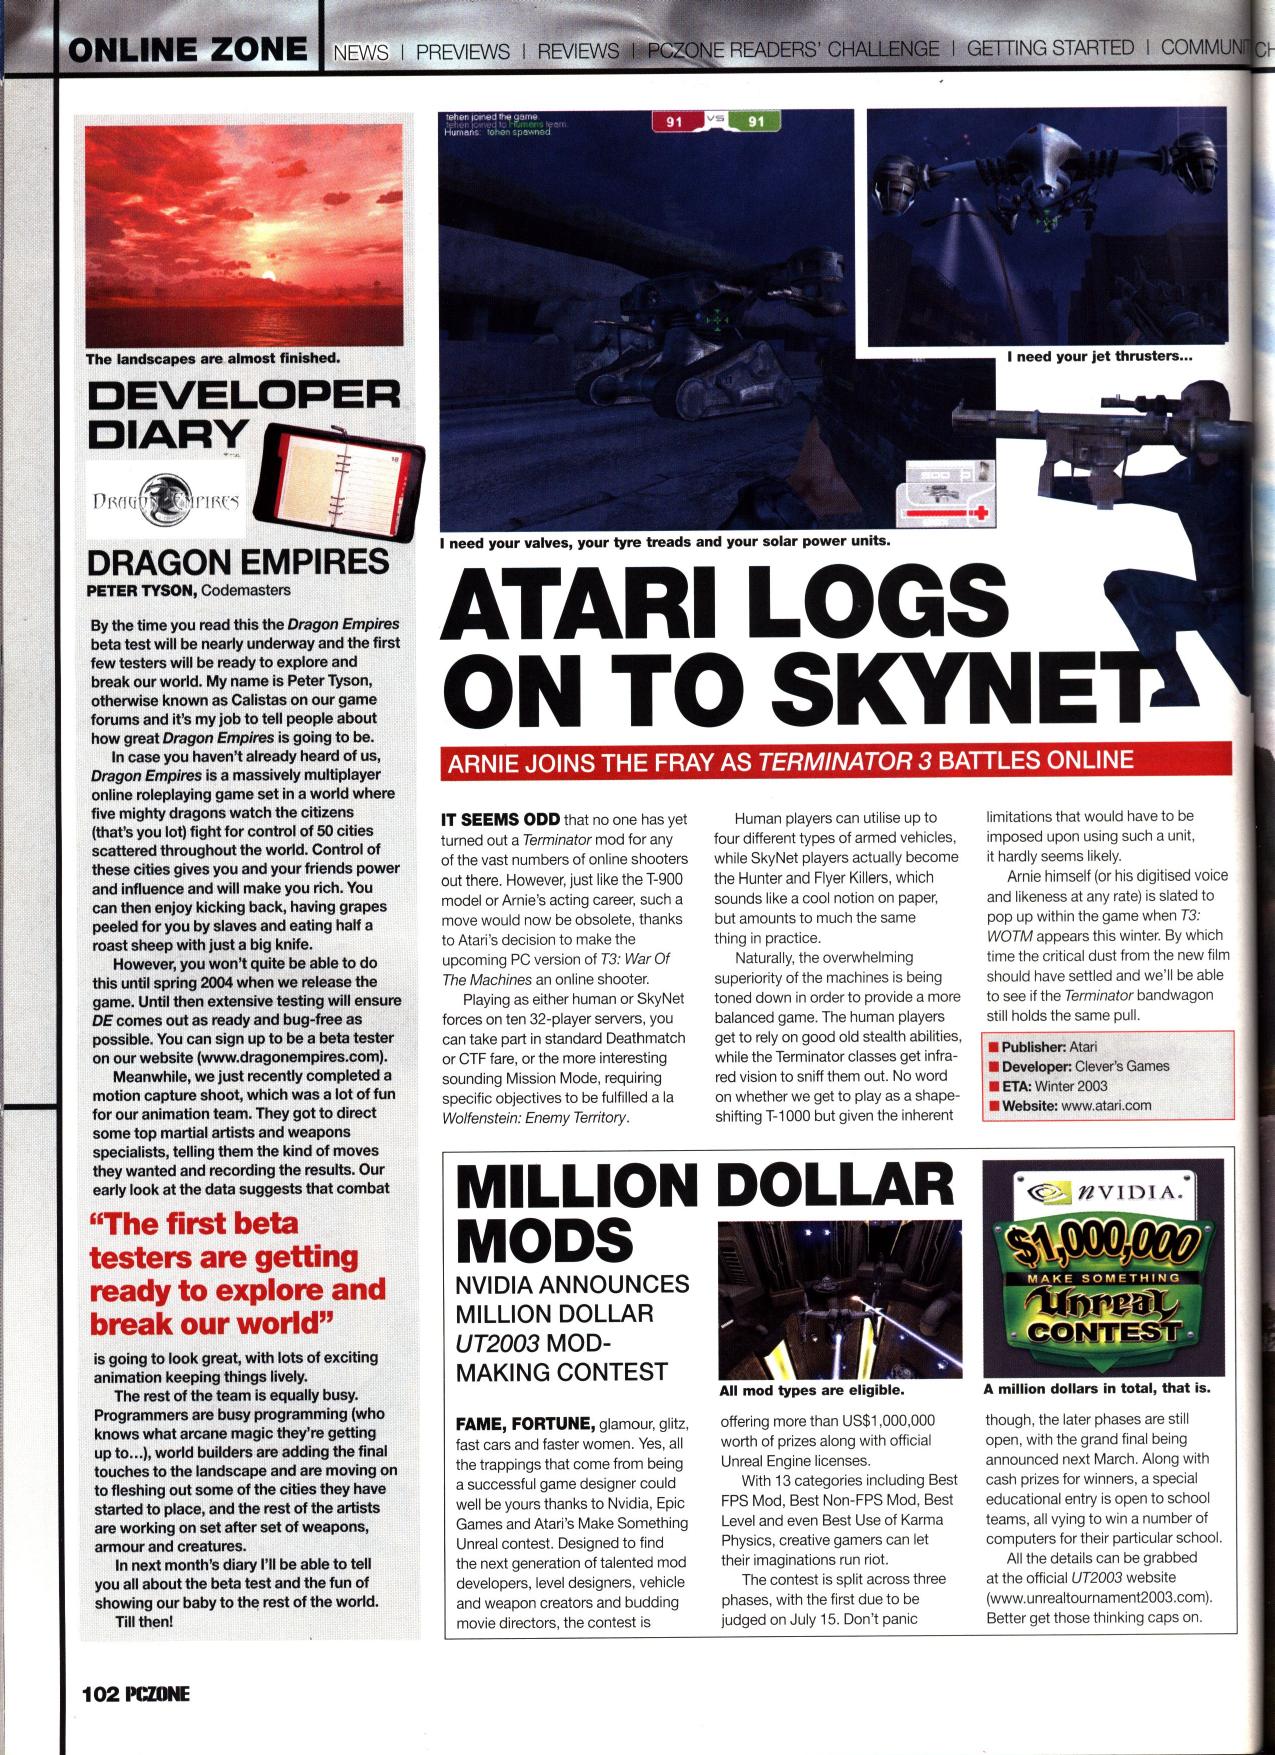 ONLINE ZONE
NEWS | PREVIEWS | REVIEWS | PCZONE READERS' CHALLENGE | GETTING STARTED | COMMUNI
The landscapes are almost finished.
DEVELOPER
DIARY
DRAGON EMPIRES
DRAGON EMPIRES
PETER TYSON, Codemasters
By the time you read this the Dragon Empires
beta test will be nearly underway and the first
few testers will be ready to explore and
break our world. My name is Peter Tyson,
otherwise known as Calistas on our game
forums and it's my job to tell people about
how great Dragon Empires is going to be.
In case you haven't already heard of us,
Dragon Empires is a massively multiplayer
online roleplaying game set in a world where
five mighty dragons watch the citizens
(that's you lot) fight for control of 50 cities
scattered throughout the world. Control of
these cities gives you and your friends power
and influence and will make you rich. You
can then enjoy kicking back, having grapes
peeled for you by slaves and eating half a
roast sheep with just a big knife.
However, you won't quite be able to do
this until spring 2004 when we release the
game. Until then extensive testing will ensure
DE comes out as ready and bug-free as
possible. You can sign up to be a beta tester
on our website (www.dragonempires.com).
Meanwhile, we just recently completed a
motion capture shoot, which was a lot of fun
for our animation team. They got to direct
some top martial artists and weapons
specialists, telling them the kind of moves
they wanted and recording the results. Our
early look at the data suggests that combat
"The first beta
testers are getting
ready to explore and
break our world"
is going to look great, with lots of exciting
animation keeping things lively.
The rest of the team is equally busy.
Programmers are busy programming (who
knows what arcane magic they're getting
up to...), world builders are adding the final
touches to the landscape and are moving on
to fleshing out some of the cities they have
started to place, and the rest of the artists
are working on set after set of weapons,
armour and creatures.
In next month's diary I'll be able to tell
you all about the beta test and the fun of
showing our baby to the rest of the world.
Till then!
tehen joined the game.
tehen joined to Humans team.
Humans: tehen spawned.
91 VS 91
I need your jet thrusters...
I need your valves, your tyre treads and your solar power units.
ATARI LOGS
ON TO SKYNET
ARNIE JOINS THE FRAY AS TERMINATOR 3 BATTLES ONLINE
IT SEEMS ODD that no one has yet
turned out a Terminator mod for any
of the vast numbers of online shooters
out there. However, just like the T-900
model or Arnie's acting career, such a
move would now be obsolete, thanks
to Atari's decision to make the
upcoming PC version of T3: War Of
The Machines an online shooter.
Playing as either human or SkyNet
forces on ten 32-player servers, you
can take part in standard Deathmatch
or CTF fare, or the more interesting
sounding Mission Mode, requiring
specific objectives to be fulfilled a la
Wolfenstein: Enemy Territory.
Human players can utilise up to
four different types of armed vehicles,
while SkyNet players actually become
the Hunter and Flyer Killers, which
sounds like a cool notion on paper,
but amounts to much the same
thing in practice.
Naturally, the overwhelming
superiority of the machines is being
toned down in order to provide a more
balanced game. The human players
get to rely on good old stealth abilities,
while the Terminator classes get infra-
red vision to sniff them out. No word
on whether we get to play as a shape-
shifting T-1000 but given the inherent
limitations that would have to be
imposed upon using such a unit,
it hardly seems likely.
Arnie himself (or his digitised voice
and likeness at any rate) is slated to
pop up within the game when T3:
WOTM appears this winter. By which
time the critical dust from the new film
should have settled and we'll be able
to see if the Terminator bandwagon
still holds the same pull.
Publisher: Atari
Developer: Clever's Games
ETA: Winter 2003
Website: www.atari.com
MILLION DOLLAR
MODS
NVIDIA ANNOUNCES
MILLION DOLLAR
UT2003 MOD-
MAKING CONTEST
All mod types are eligible.
nVIDIA.
$1,000,000
MAKE SOMETHING
Unreal
CONTEST
A million dollars in total, that is.
FAME, FORTUNE, glamour, glitz,
fast cars and faster women. Yes, all
the trappings that come from being
a successful game designer could
well be yours thanks to Nvidia, Epic
Games and Atari's Make Something
Unreal contest. Designed to find
the next generation of talented mod
developers, level designers, vehicle
and weapon creators and budding
movie directors, the contest is
offering more than US$1,000,000
worth of prizes along with official
Unreal Engine licenses.
With 13 categories including Best
FPS Mod, Best Non-FPS Mod, Best
Level and even Best Use of Karma
Physics, creative gamers can let
their imaginations run riot.
The contest is split across three
phases, with the first due to be
judged on July 15. Don't panic
though, the later phases are still
open, with the grand final being
announced next March. Along with
cash prizes for winners, a special
educational entry is open to school
teams, all vying to win a number of
computers for their particular school.
All the details can be grabbed
at the official UT2003 website
(www.unrealtournament2003.com).
Better get those thinking caps on.
102 PCZONE